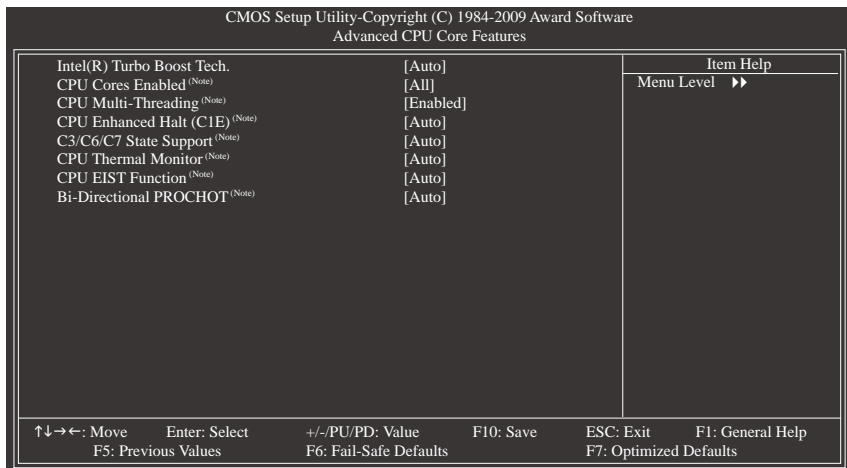 CMOS Setup Utility-Copyright (C) 1984-2009 Award Software
Advanced CPU Core Features
Intel(R) Turbo Boost Tech. [Auto]
CPU Cores Enabled (Note) [All]
CPU Multi-Threading (Note) [Enabled]
CPU Enhanced Halt (C1E) (Note) [Auto]
C3/C6/C7 State Support (Note) [Auto]
CPU Thermal Monitor (Note) [Auto]
CPU EIST Function (Note) [Auto]
Bi-Directional PROCHOT (Note) [Auto]
Item Help
Menu Level ▶▶
↑↓→←: Move Enter: Select +/-/PU/PD: Value F10: Save ESC: Exit F1: General Help
F5: Previous Values F6: Fail-Safe Defaults F7: Optimized Defaults